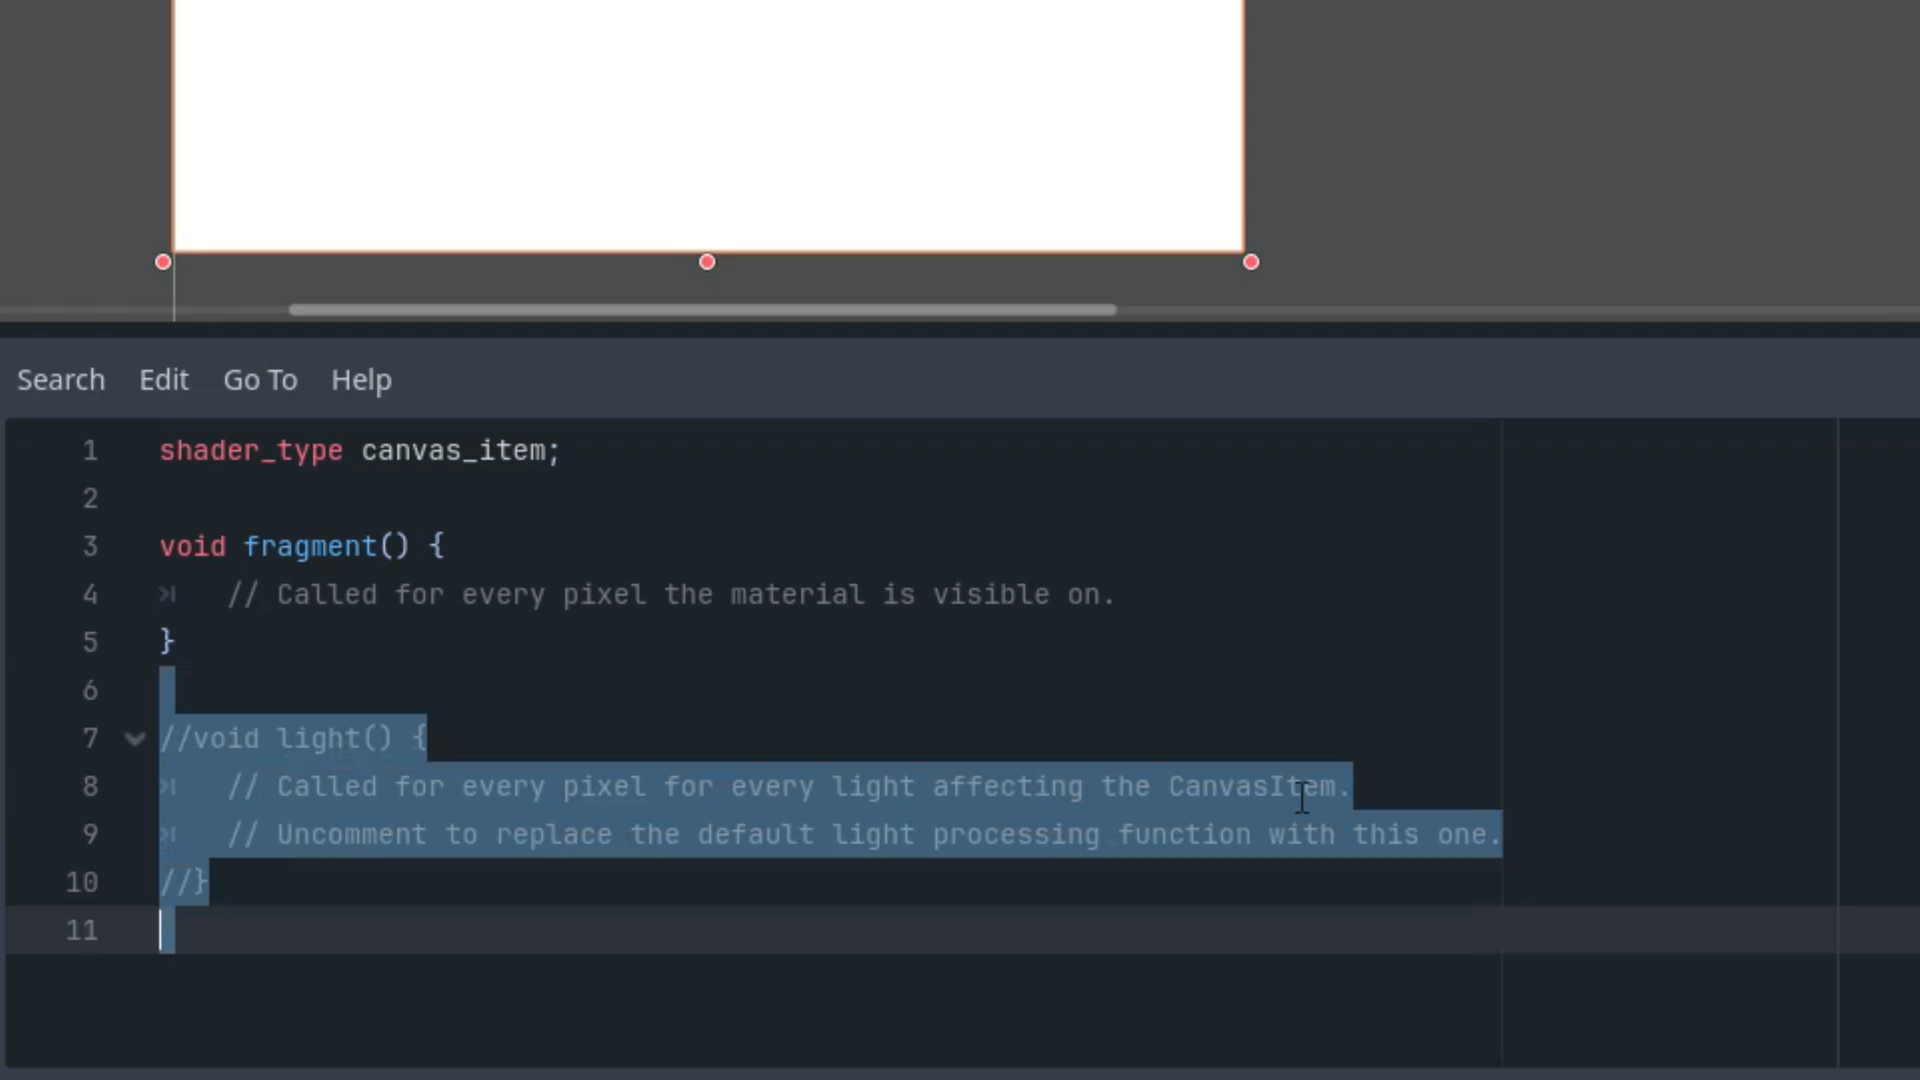 Search Edit Go To Help
1 shader_type canvas_item;
2
3 void fragment() {
4 // Called for every pixel the material is visible on.
5 }
6
7 //void light() {
8 // Called for every pixel for every light affecting the CanvasItem.
9 // Uncomment to replace the default light processing function with this one.
10 //}
11